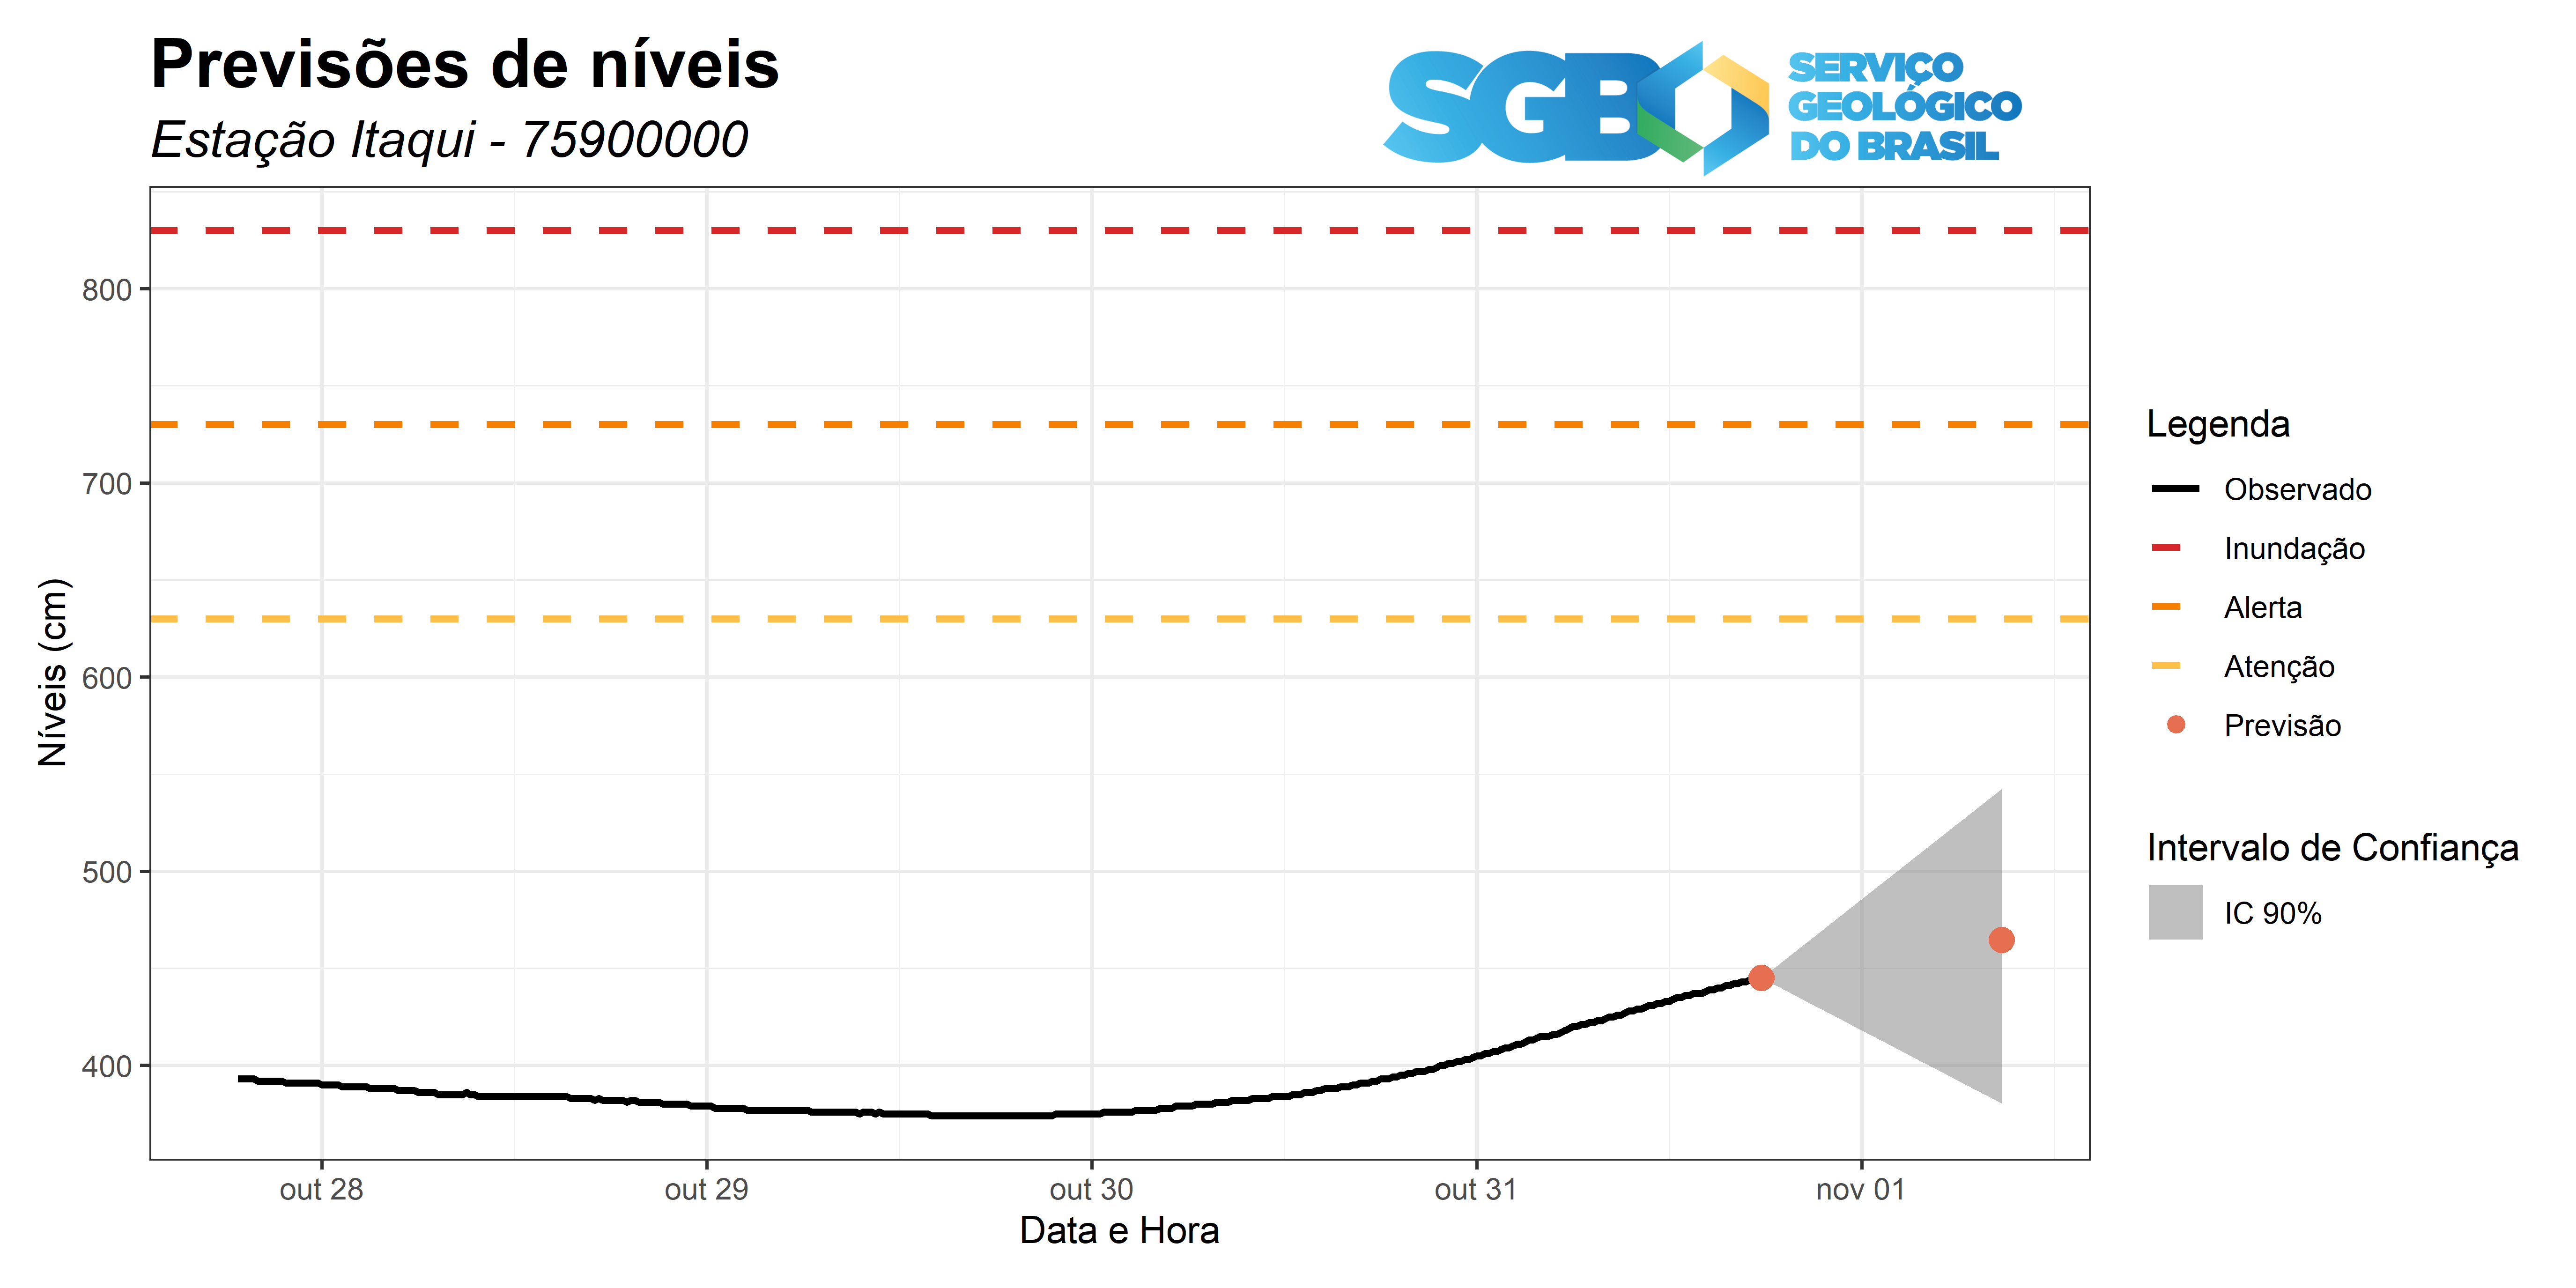 Previsões de níveis
Estação Itaqui - 75900000
SGB
SERVIÇO
GEOLÓGICO
DO BRASIL
800
700
600
500
400
Níveis (cm)
out 28
out 29
out 30
out 31
nov 01
Data e Hora
Legenda
Observado
Inundação
Alerta
Atenção
Previsão
Intervalo de Confiança
IC 90%